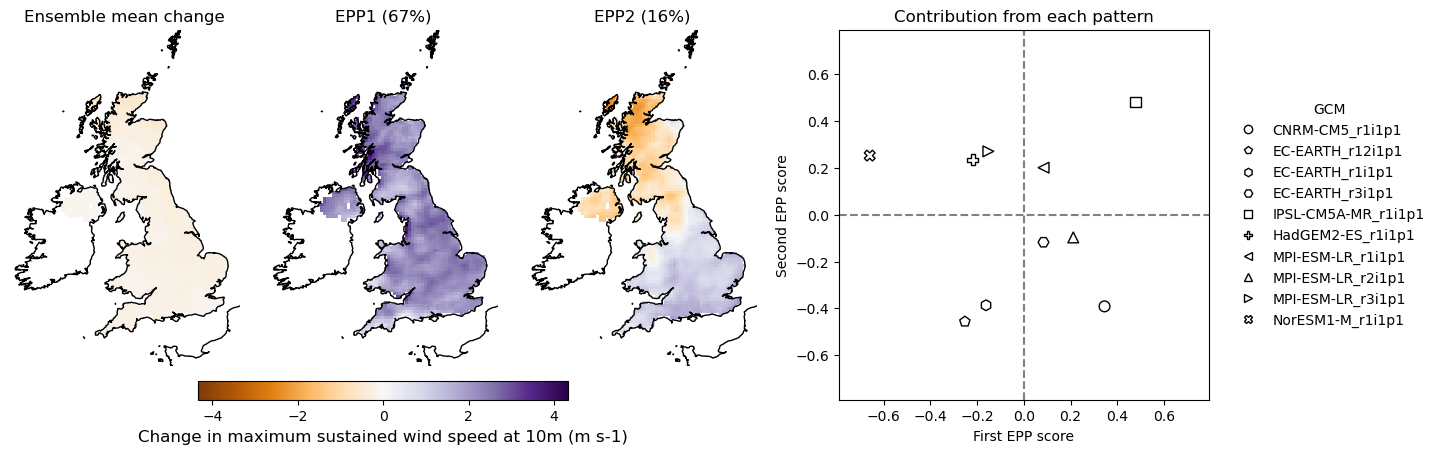 Ensemble mean change
EPP1 (67%)
EPP2 (16%)
Contribution from each pattern
−4 −2 0 2 4
Change in maximum sustained wind speed at 10m (m s-1)
Second EPP score
0.6
0.4
0.2
0.0
−0.2
−0.4
−0.6
−0.6 −0.4 −0.2 0.0 0.2 0.4 0.6
First EPP score
GCM
CNRM-CM5_r1i1p1
EC-EARTH_r12i1p1
EC-EARTH_r1i1p1
EC-EARTH_r3i1p1
IPSL-CM5A-MR_r1i1p1
HadGEM2-ES_r1i1p1
MPI-ESM-LR_r1i1p1
MPI-ESM-LR_r2i1p1
MPI-ESM-LR_r3i1p1
NorESM1-M_r1i1p1